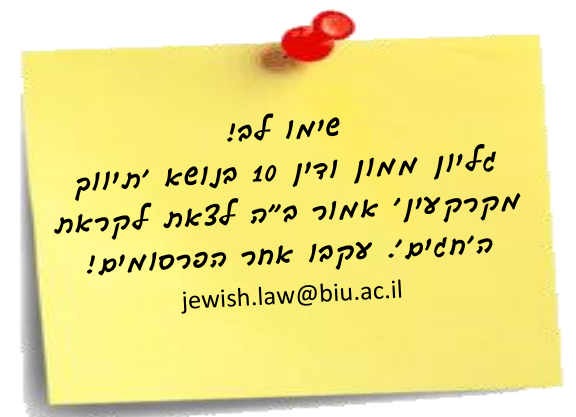 שימו לב!
גליון ממון ודין 10 בנושא 'תיווך
מקרקעין' אמור ב"ה לצאת לקראת
ה'חגים'. עקבו אחר הפרסומים!
jewish.law@biu.ac.il